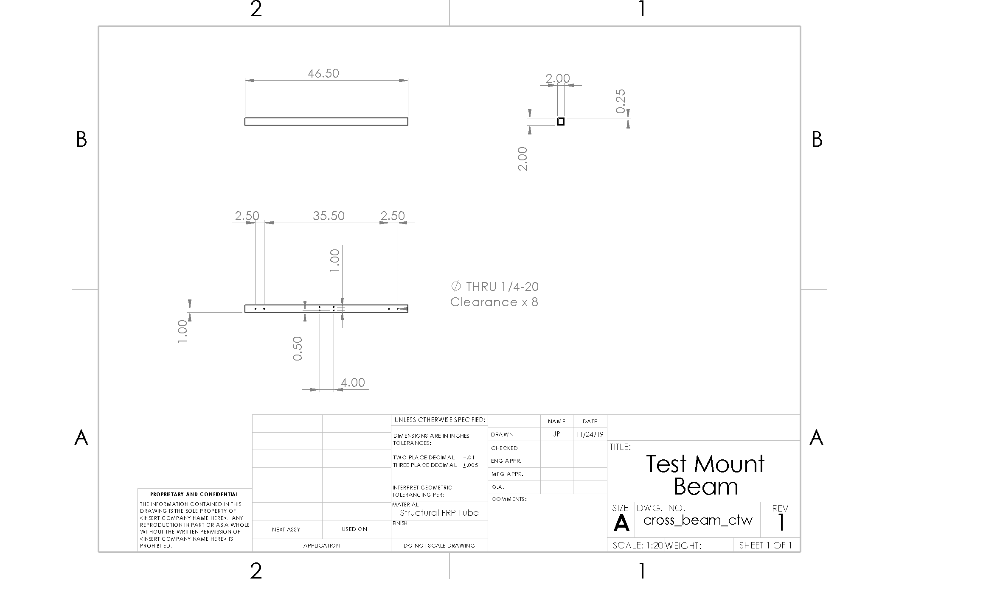 2
1
46.50
2.00
0.25
B
B
2.00
2.50
35.50
2.50
1.00
∅ THRU 1/4-20
Clearance x 8
1.00
0.50
4.00
A
A
UNLESS OTHERWISE SPECIFIED:
DIMENSIONS ARE IN INCHES
TOLERANCES:
TWO PLACE DECIMAL ±.01
THREE PLACE DECIMAL ±.005
INTERPRET GEOMETRIC
TOLERANCING PER:
MATERIAL
Structural FRP Tube
FINISH
DO NOT SCALE DRAWING
NAME
DATE
DRAWN
JP
11/24/19
CHECKED
ENG APPR.
MFG APPR.
Q.A.
COMMENTS:
TITLE:
Test Mount
Beam
SIZE
A
DWG. NO.
cross_beam_ctw
REV
1
SCALE: 1:20
WEIGHT:
SHEET 1 OF 1
PROPRIETARY AND CONFIDENTIAL
THE INFORMATION CONTAINED IN THIS
DRAWING IS THE SOLE PROPERTY OF
<INSERT COMPANY NAME HERE>. ANY
REPRODUCTION IN PART OR AS A WHOLE
WITHOUT THE WRITTEN PERMISSION OF
<INSERT COMPANY NAME HERE> IS
PROHIBITED.
NEXT ASSY
USED ON
APPLICATION
2
1